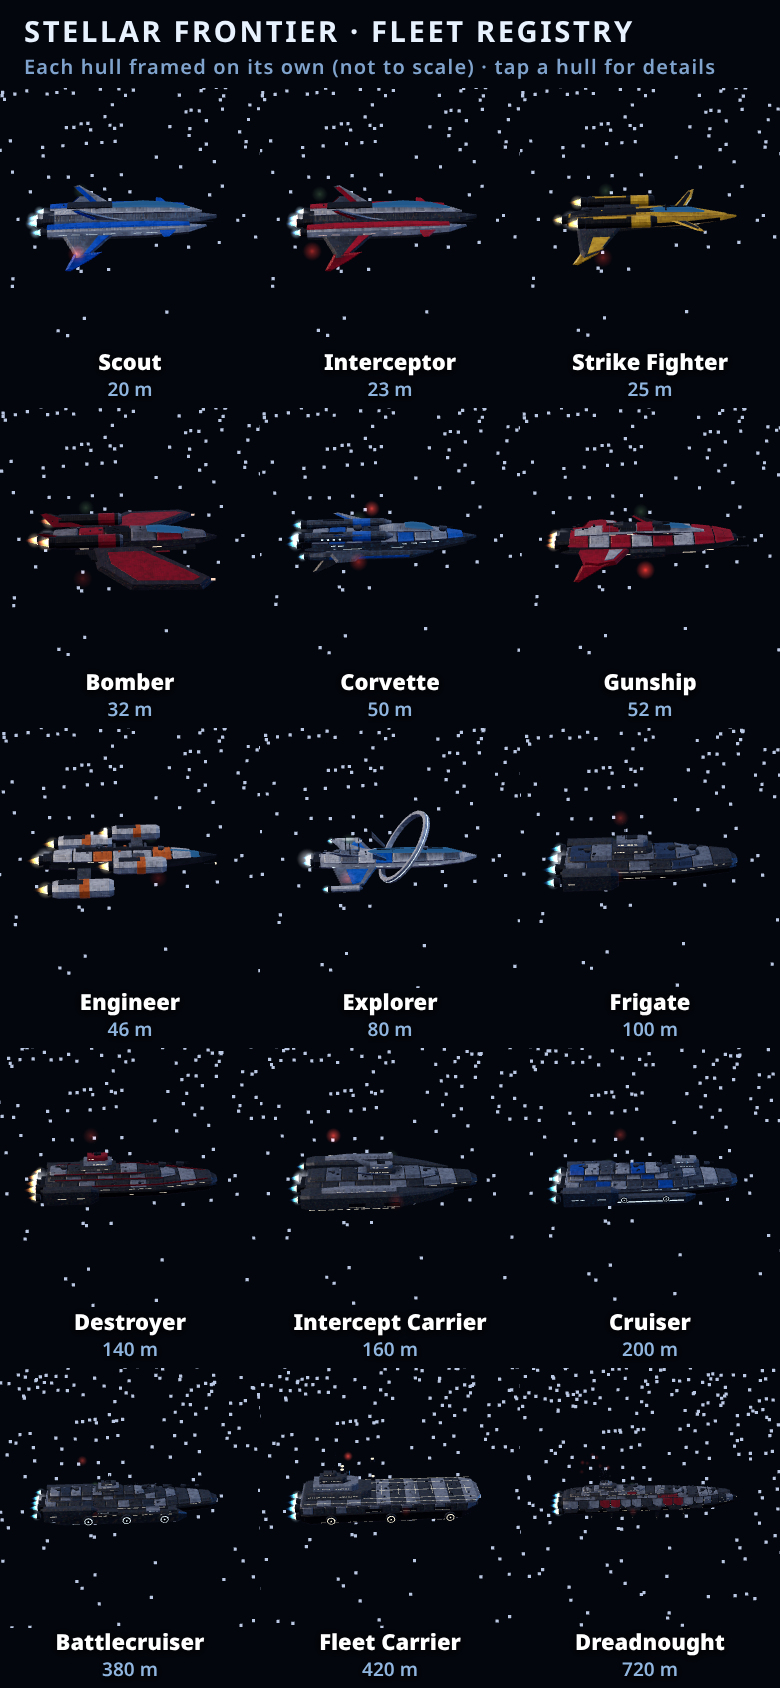 STELLAR FRONTIER · FLEET REGISTRY
Each hull framed on its own (not to scale) · tap a hull for details
Scout
20 m
Interceptor
23 m
Strike Fighter
25 m
Bomber
32 m
Corvette
50 m
Gunship
52 m
Engineer
46 m
Explorer
80 m
Frigate
100 m
Destroyer
140 m
Intercept Carrier
160 m
Cruiser
200 m
Battlecruiser
380 m
Fleet Carrier
420 m
Dreadnought
720 m